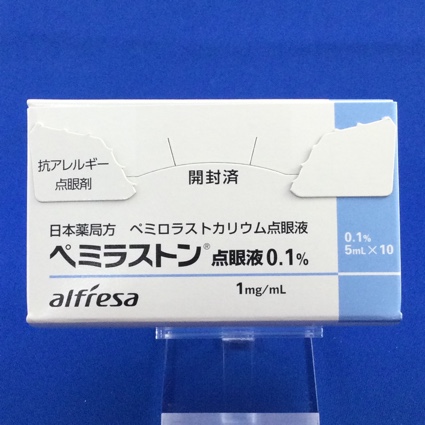 抗アレルギー
点眼剤
開封済
日本薬局方 ペミロラストカリウム点眼液
ペミラストン® 点眼液0.1%
1mg/mL
0.1%
5mL×10
alfresa